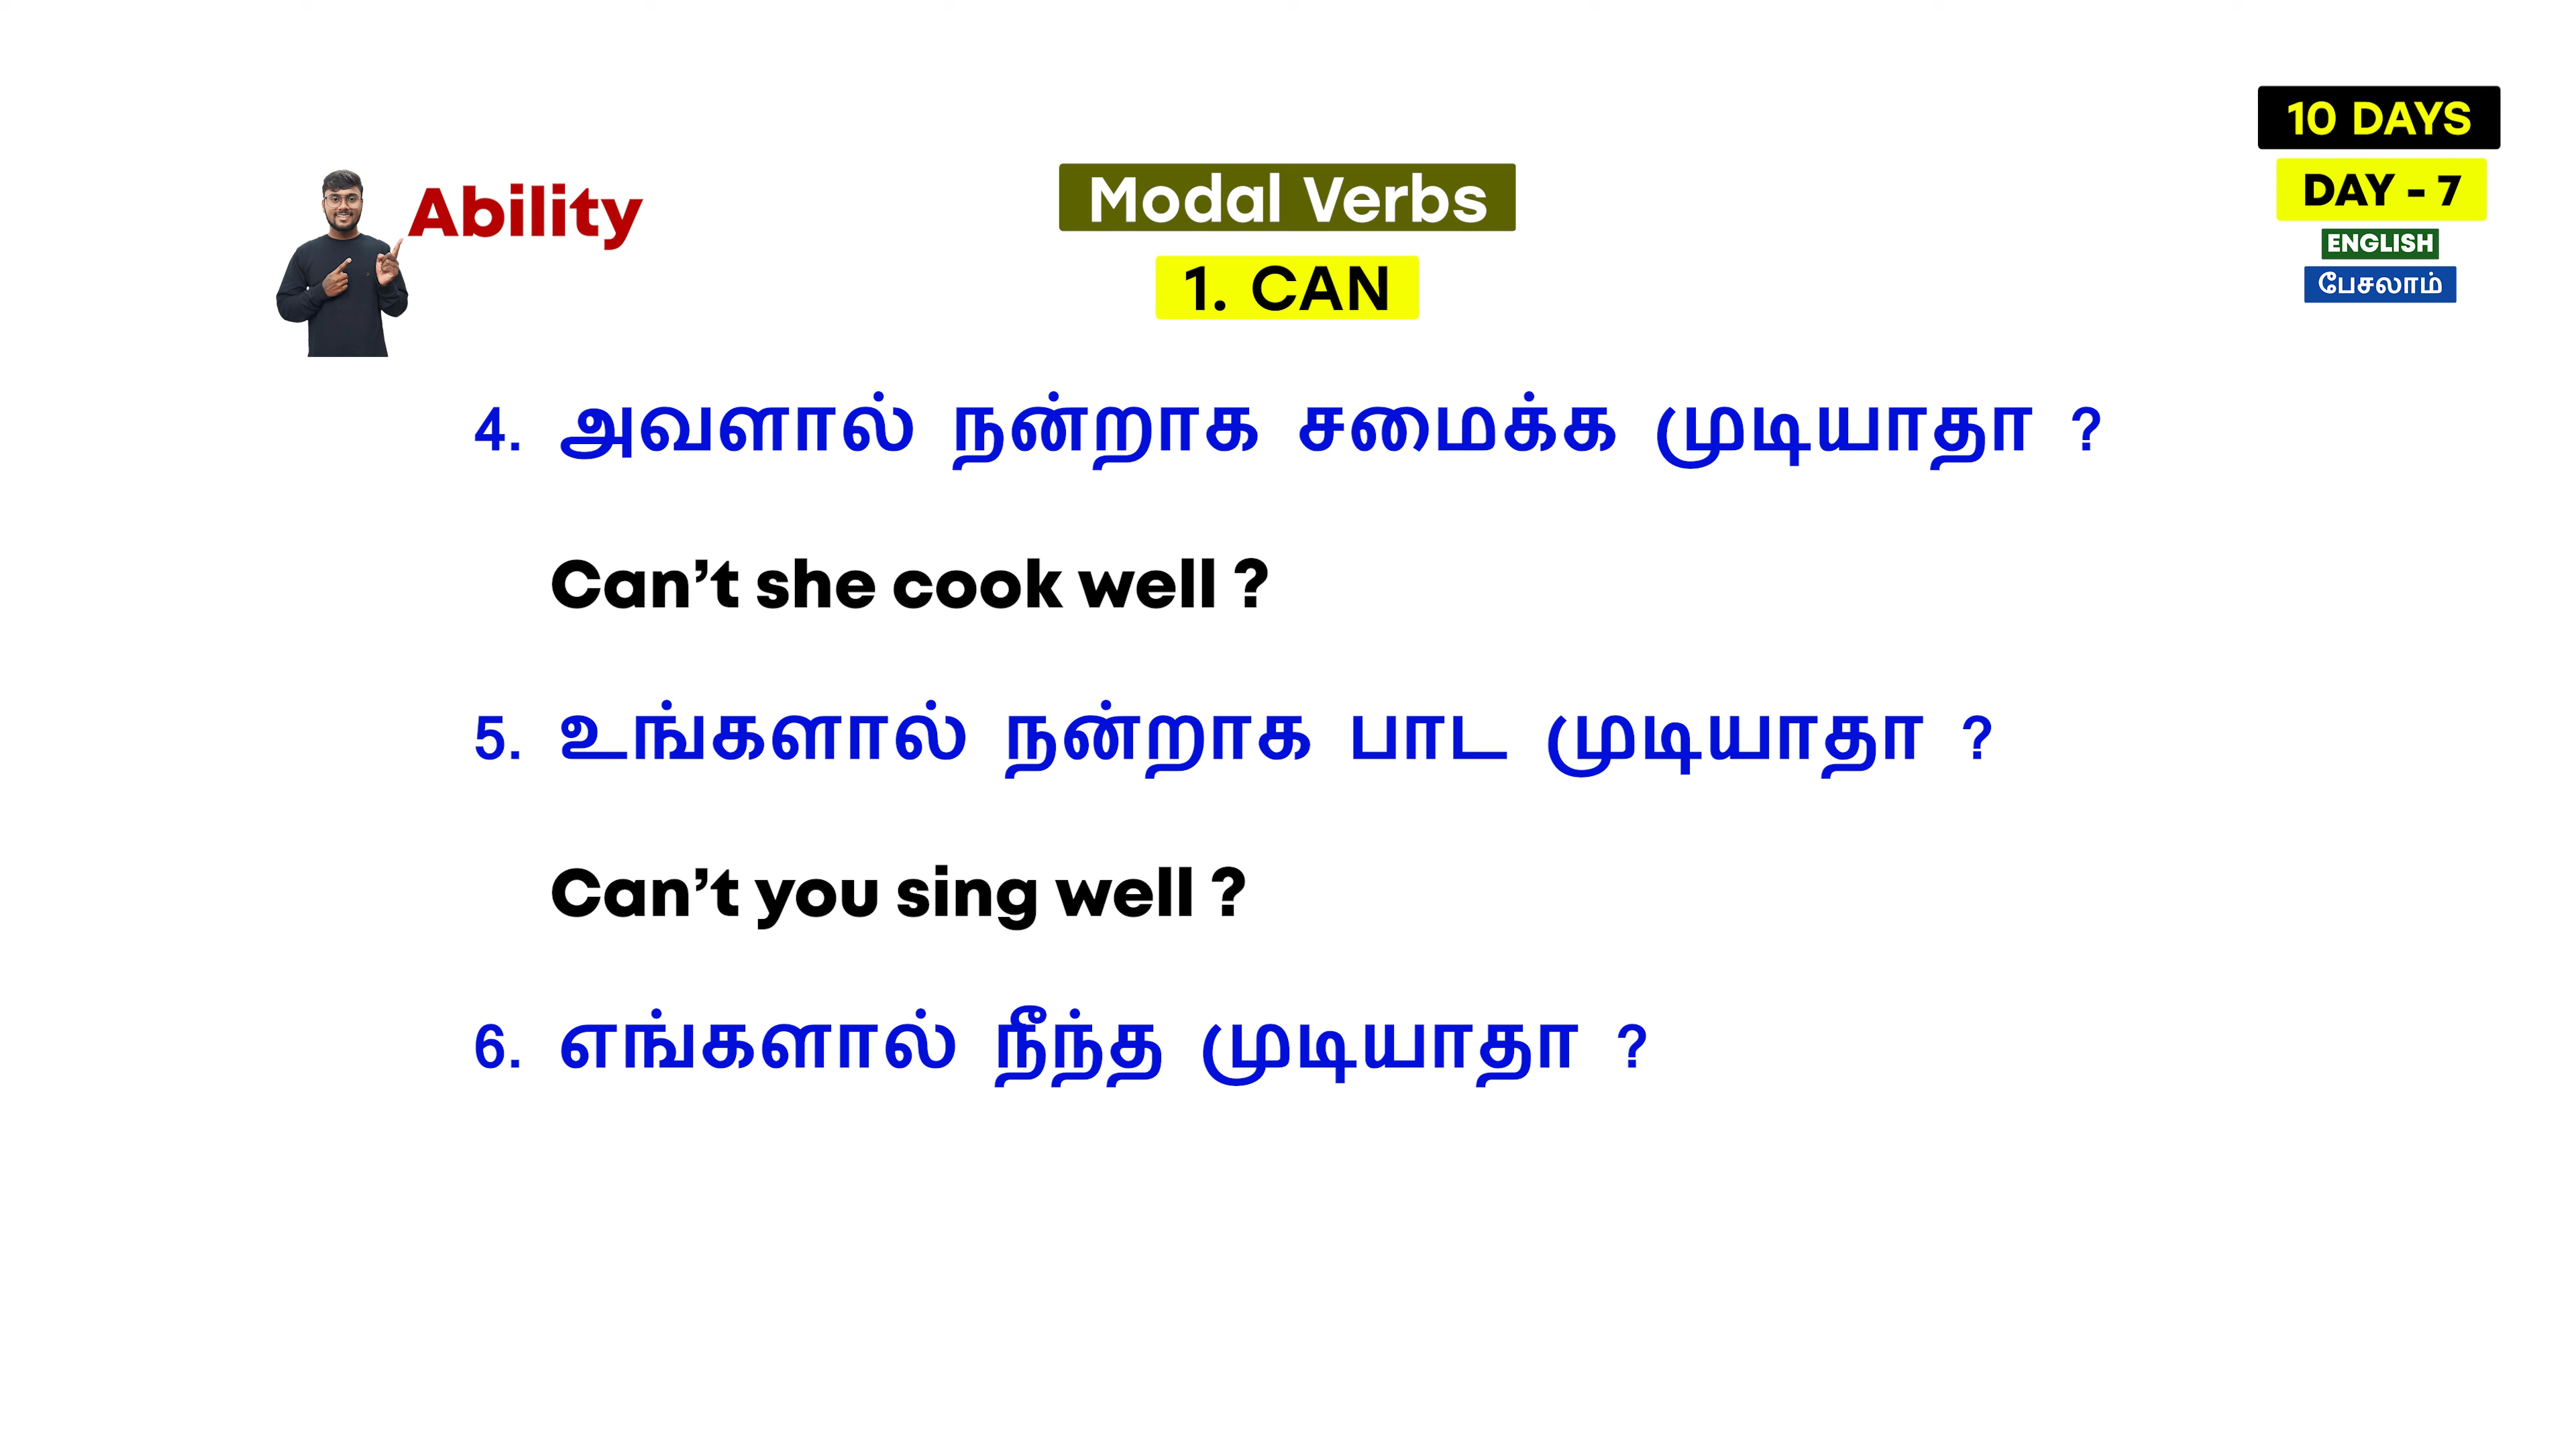 10 DAYS
DAY - 7
ENGLISH
பேசலாம்
Ability
Modal Verbs
1. CAN
4. அவளால் நன்றாக சமைக்க முடியாதா ?
Can’t she cook well ?
5. உங்களால் நன்றாக பாட முடியாதா ?
Can’t you sing well ?
6. எங்களால் நீந்த முடியாதா ?